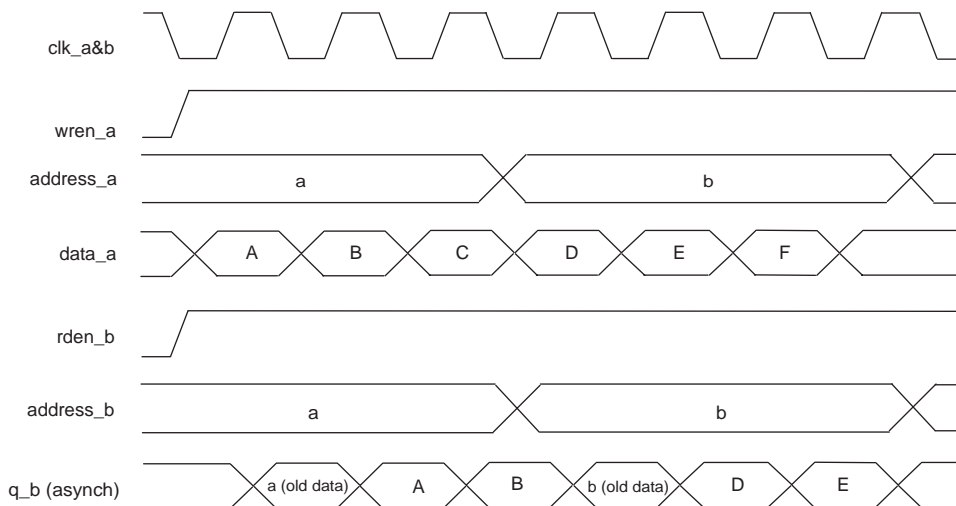 clk_a&b
wren_a
address_a
a
b
data_a
A
B
C
D
E
F
rden_b
address_b
a
b
q_b (asynch)
a (old data)
A
B
b (old data)
D
E